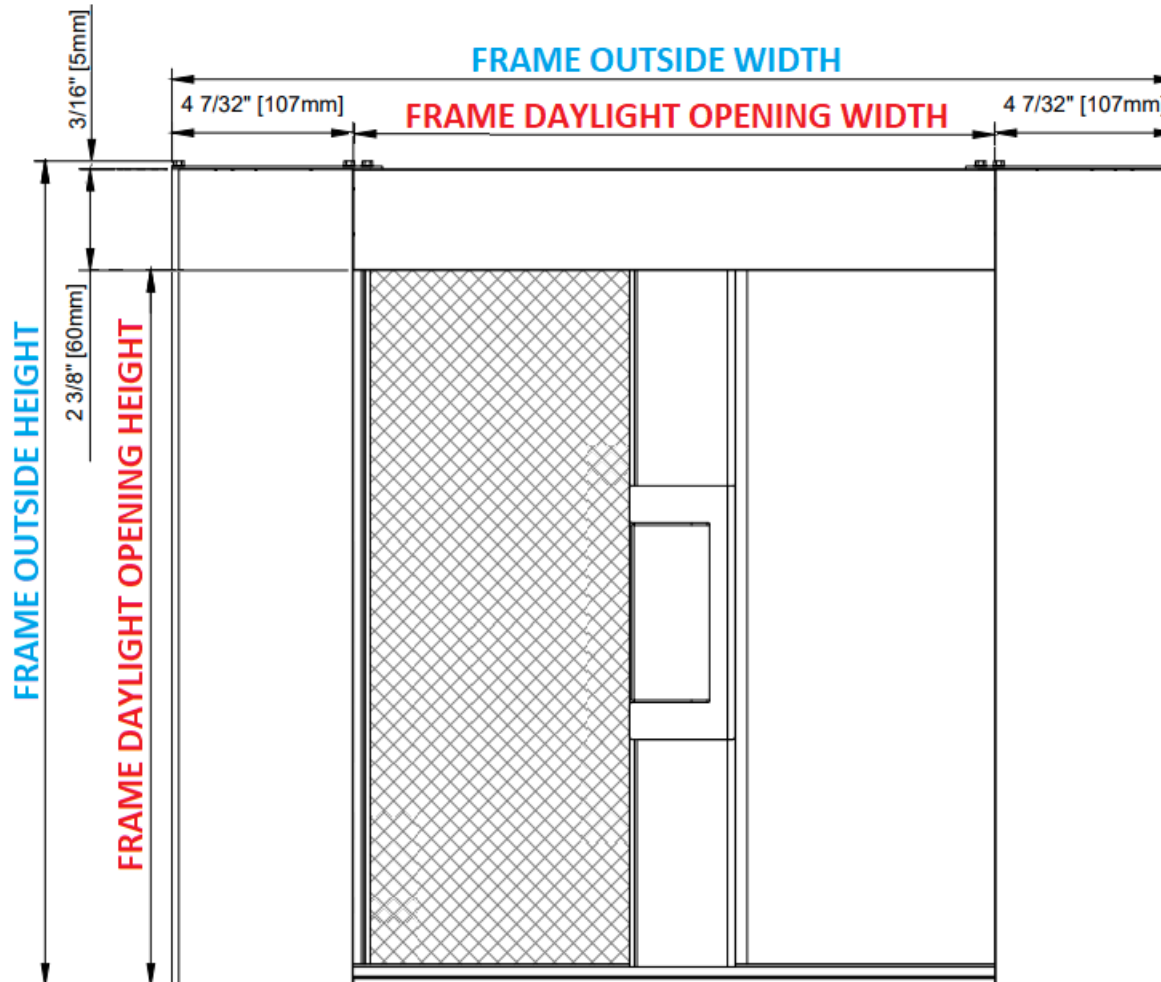 FRAME OUTSIDE WIDTH
3/16" [5mm]
4 7/32" [107mm]
FRAME DAYLIGHT OPENING WIDTH
4 7/32" [107mm]
2 3/8" [60mm]
FRAME OUTSIDE HEIGHT
FRAME DAYLIGHT OPENING HEIGHT